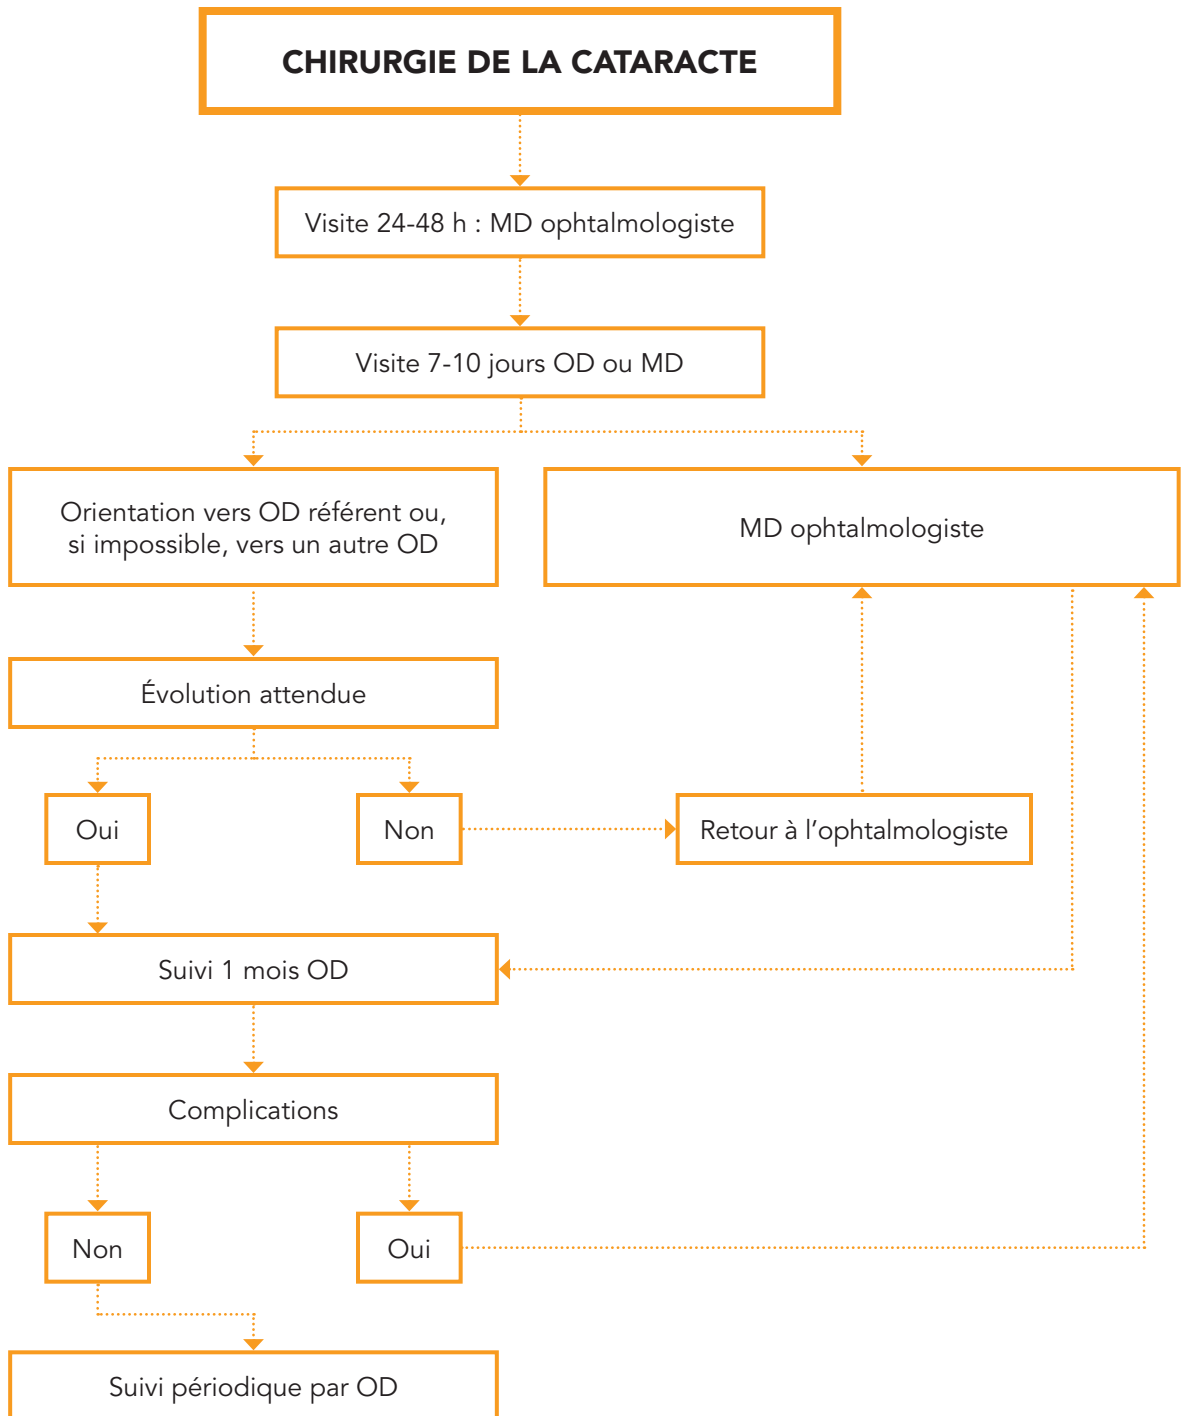 CHIRURGIE DE LA CATARACTE
Visite 24-48 h : MD ophtalmologiste
Visite 7-10 jours OD ou MD
Orientation vers OD référent ou,
si impossible, vers un autre OD
MD ophtalmologiste
Évolution attendue
Oui
Non
Retour à l’ophtalmologiste
Suivi 1 mois OD
Complications
Non
Oui
Suivi périodique par OD